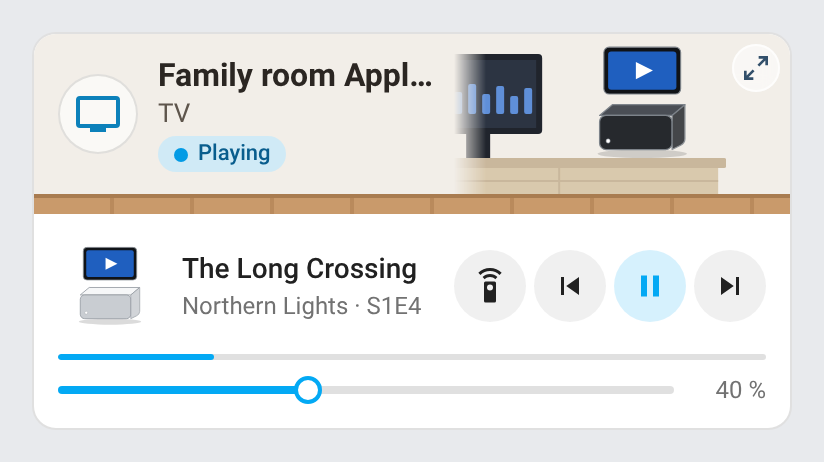 Family room Appl...
TV
Playing
The Long Crossing
Northern Lights · S1E4
40 %